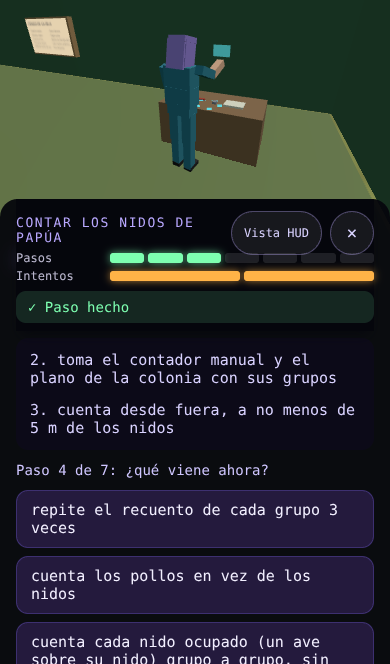 CONTAR LOS NIDOS DE
PAPÚA
Vista HUD
×
Pasos
Intentos
✓ Paso hecho
2. toma el contador manual y el
plano de la colonia con sus grupos
3. cuenta desde fuera, a no menos de
5 m de los nidos
Paso 4 de 7: ¿qué viene ahora?
repite el recuento de cada grupo 3
veces
cuenta los pollos en vez de los
nidos
cuenta cada nido ocupado (un ave
sobre su nido) grupo a grupo, sin